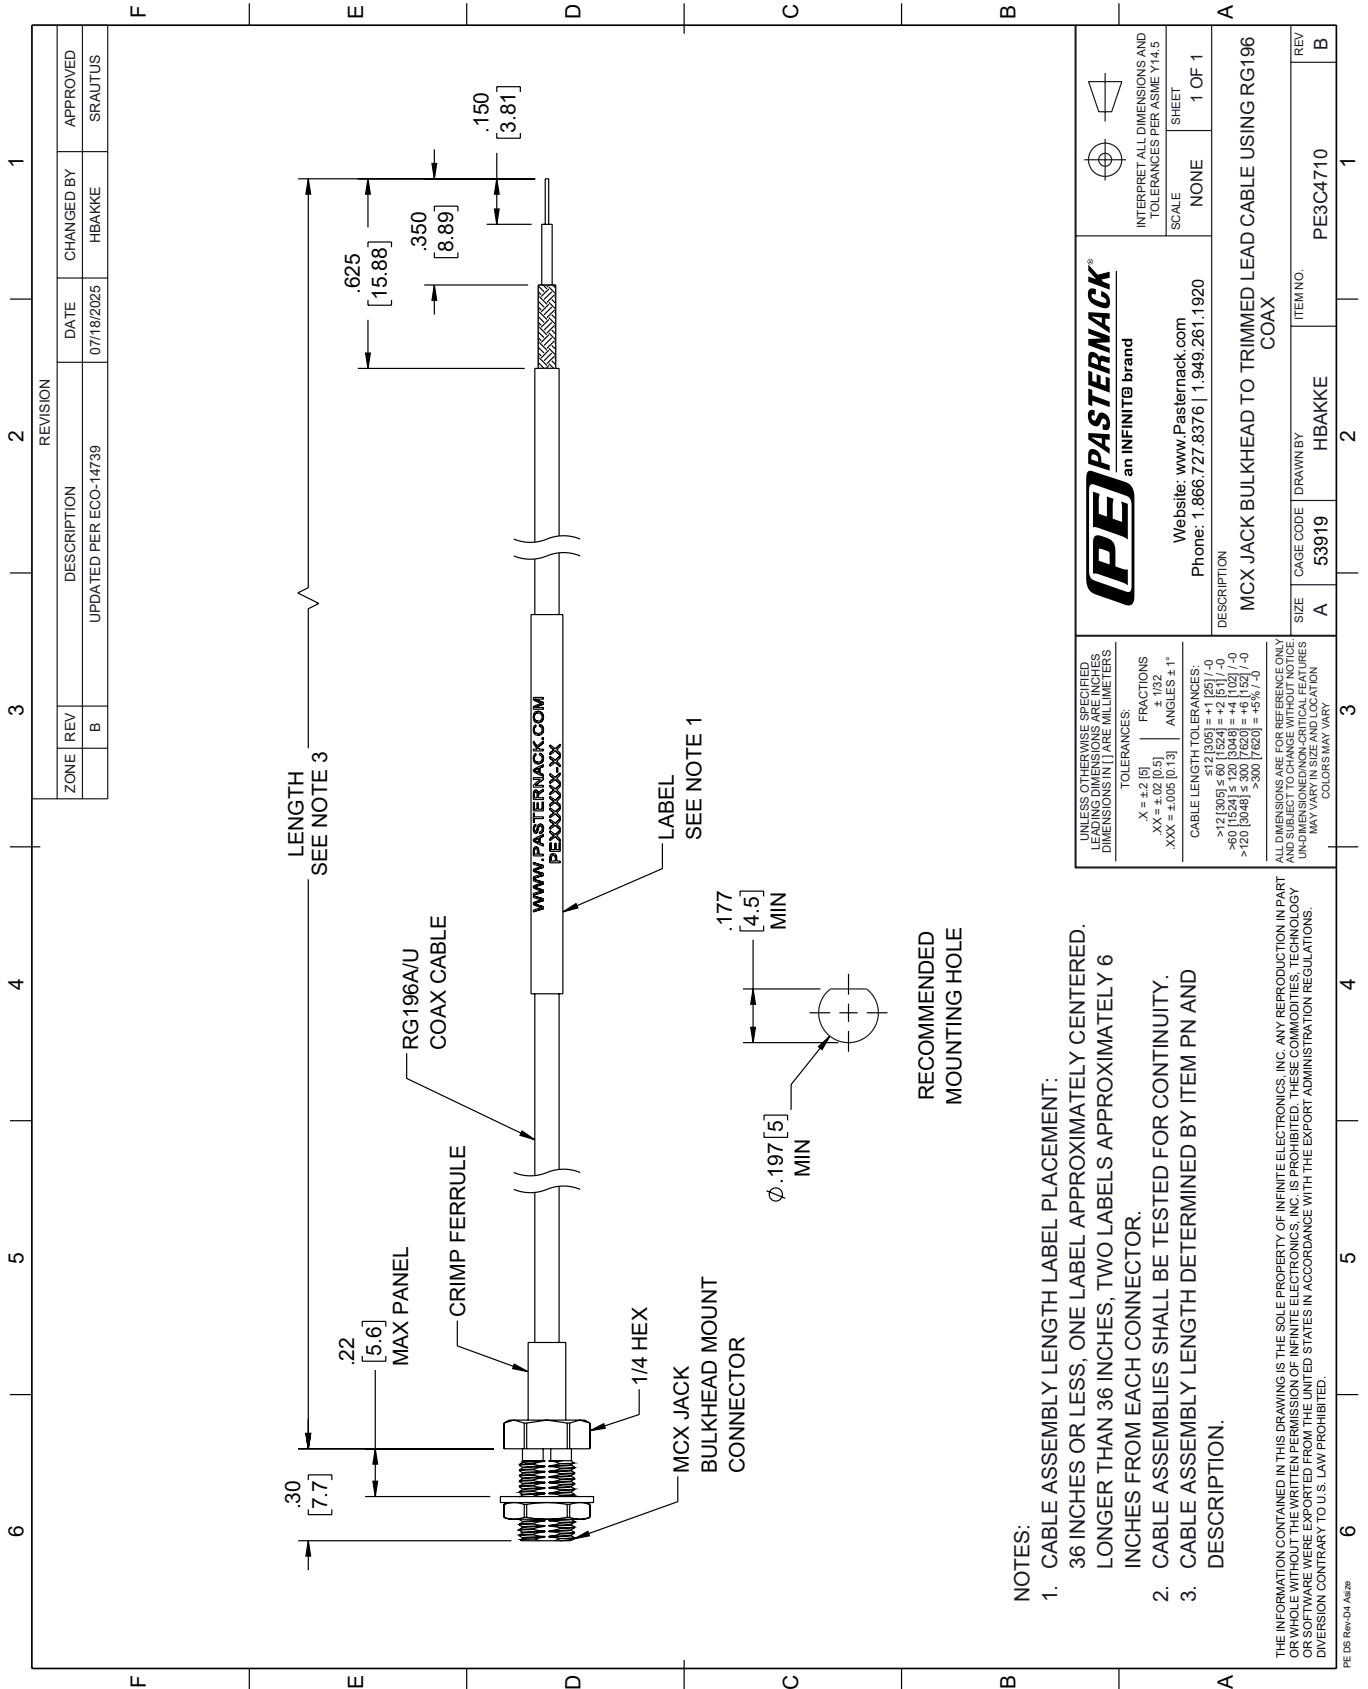 6
5
4
3
2
1
F
E
D
C
B
A
F
E
D
C
B
A
REVISION
ZONE REV DESCRIPTION DATE CHANGED BY APPROVED
B UPDATED PER ECO-14739 07/18/2025 HBAKKE SRAUTUS
LENGTH
SEE NOTE 3
.30
[7.7]
.22
[5.6]
MAX PANEL
.625
[15.88]
.350
[8.89]
.150
[3.81]
CRIMP FERRULE
RG196A/U
COAX CABLE
WWW.PASTERNACK.COM
PEXXXXXX-XX
1/4 HEX
MCX JACK
BULKHEAD MOUNT
CONNECTOR
LABEL
SEE NOTE 1
Ø.197 [5]
MIN
.177
[4.5]
MIN
RECOMMENDED
MOUNTING HOLE
NOTES:
1. CABLE ASSEMBLY LENGTH LABEL PLACEMENT:
36 INCHES OR LESS, ONE LABEL APPROXIMATELY CENTERED.
LONGER THAN 36 INCHES, TWO LABELS APPROXIMATELY 6
INCHES FROM EACH CONNECTOR.
2. CABLE ASSEMBLIES SHALL BE TESTED FOR CONTINUITY.
3. CABLE ASSEMBLY LENGTH DETERMINED BY ITEM PN AND
DESCRIPTION.
THE INFORMATION CONTAINED IN THIS DRAWING IS THE SOLE PROPERTY OF INFINITE ELECTRONICS, INC. ANY REPRODUCTION IN PART
OR WHOLE WITHOUT THE WRITTEN PERMISSION OF INFINITE ELECTRONICS, INC. IS PROHIBITED. THESE COMMODITIES, TECHNOLOGY
OR SOFTWARE WERE EXPORTED FROM THE UNITED STATES IN ACCORDANCE WITH THE EXPORT ADMINISTRATION REGULATIONS.
DIVERSION CONTRARY TO U.S. LAW PROHIBITED.
UNLESS OTHERWISE SPECIFIED
LEADING DIMENSIONS ARE INCHES
DIMENSIONS IN [ ] ARE MILLIMETERS
TOLERANCES:
.X = ±.2 [5] FRACTIONS
.XX = ±.02 [0.5] ± 1/32
.XXX = ±.005 [0.13] ANGLES ± 1°
CABLE LENGTH TOLERANCES:
≤12 [305] = +1 [25] / -0
>12 [305] ≤ 60 [1524] = +2 [51] / -0
>60 [1524] ≤ 120 [3048] = +4 [102] / -0
>120 [3048] ≤ 300 [7620] = +6 [152] / -0
>300 [7620] = +5% / -0
ALL DIMENSIONS ARE FOR REFERENCE ONLY
AND SUBJECT TO CHANGE WITHOUT NOTICE.
UN-DIMENSIONED/NON-CRITICAL FEATURES
MAY VARY IN SIZE AND LOCATION
COLORS MAY VARY
PE PASTERNACK®
an INFINIT® brand
Website: www.Pasternack.com
Phone: 1.866.727.8376 | 1.949.261.1920
INTERPRET ALL DIMENSIONS AND
TOLERANCES PER ASME Y14.5
SCALE SHEET
NONE 1 OF 1
DESCRIPTION
MCX JACK BULKHEAD TO TRIMMED LEAD CABLE USING RG196
COAX
SIZE CAGE CODE DRAWN BY ITEM NO. REV
A 53919 HBAKKE PE3C4710 B
PE DS Rev-D4 Asize
6
5
4
3
2
1